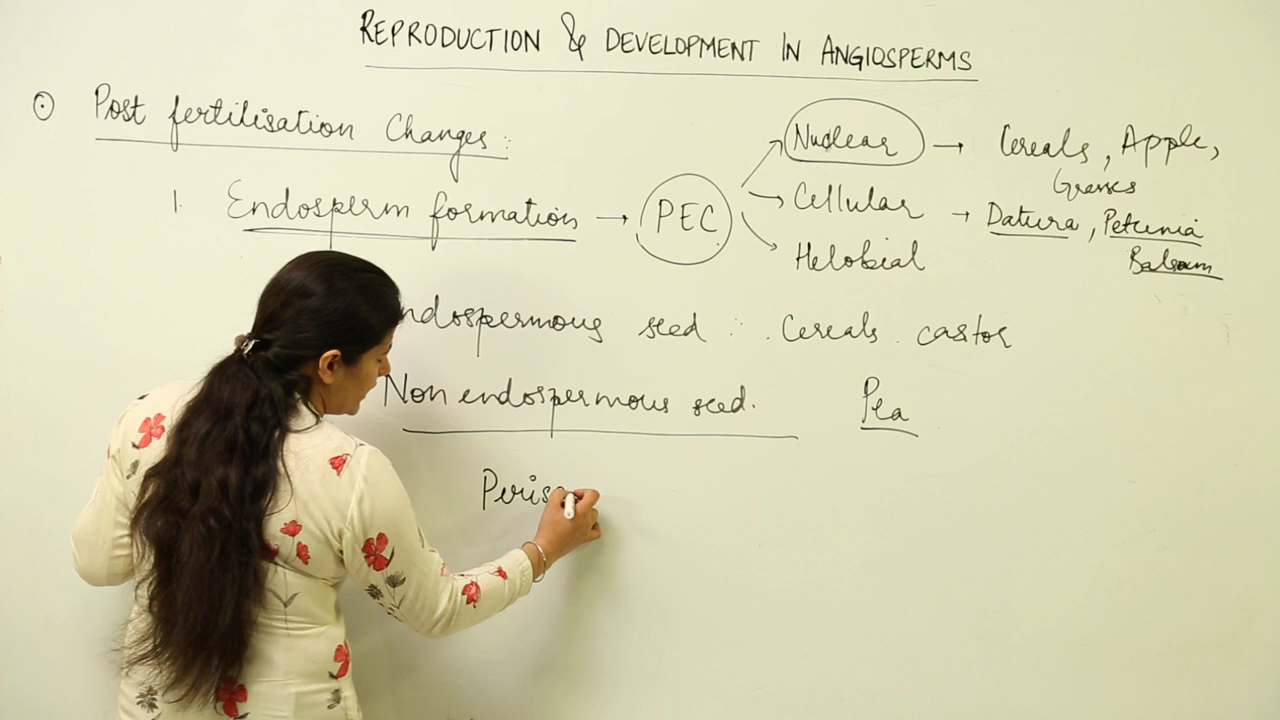 REPRODUCTION & DEVELOPMENT IN ANGIOSPERMS
Post fertilisation Changes :
1. Endosperm formation → PEC
Nuclear → Cereals, Apple,
Grasses
Cellular → Datura, Petunia
Balsam
Helobial
ndospermous seed : Cereals castor
Non endospermous seed. Pea
Peris